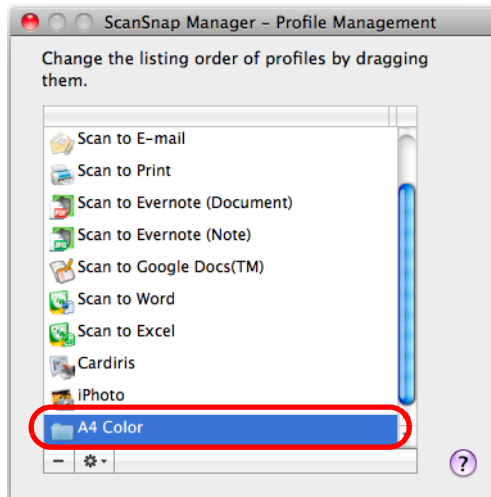 ScanSnap Manager – Profile Management
Change the listing order of profiles by dragging
them.
Scan to E-mail
Scan to Print
Scan to Evernote (Document)
Scan to Evernote (Note)
Scan to Google Docs(TM)
Scan to Word
Scan to Excel
Cardiris
iPhoto
A4 Color
?